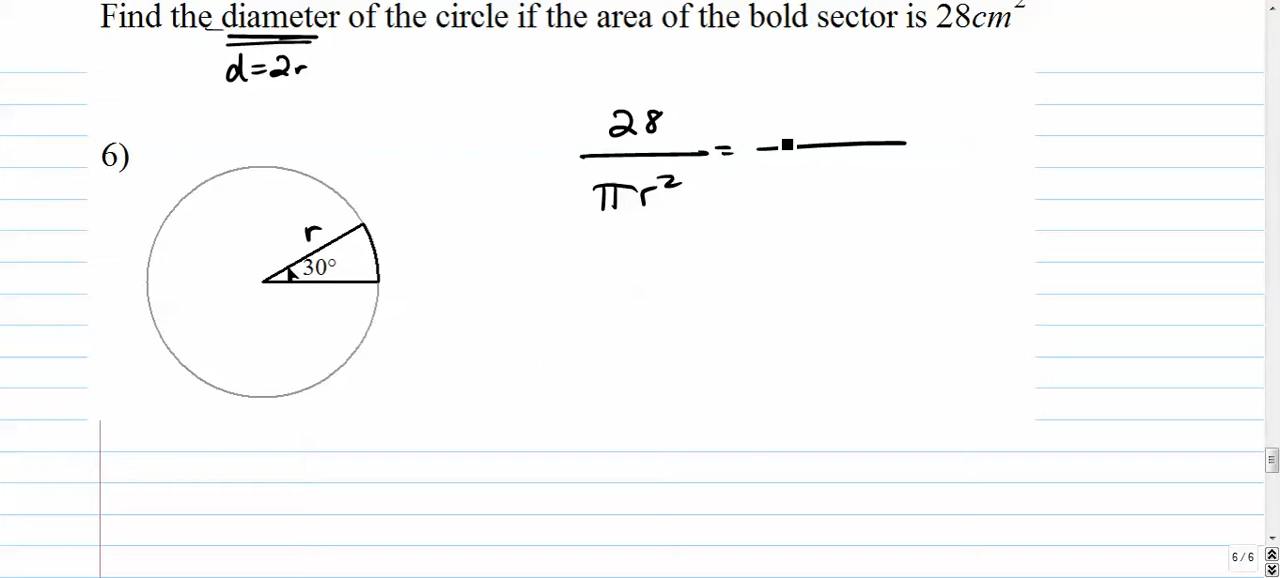 Find the diameter of the circle if the area of the bold sector is 28cm²
d=2r
6)
28
πr²
=
r
30°
6 / 6